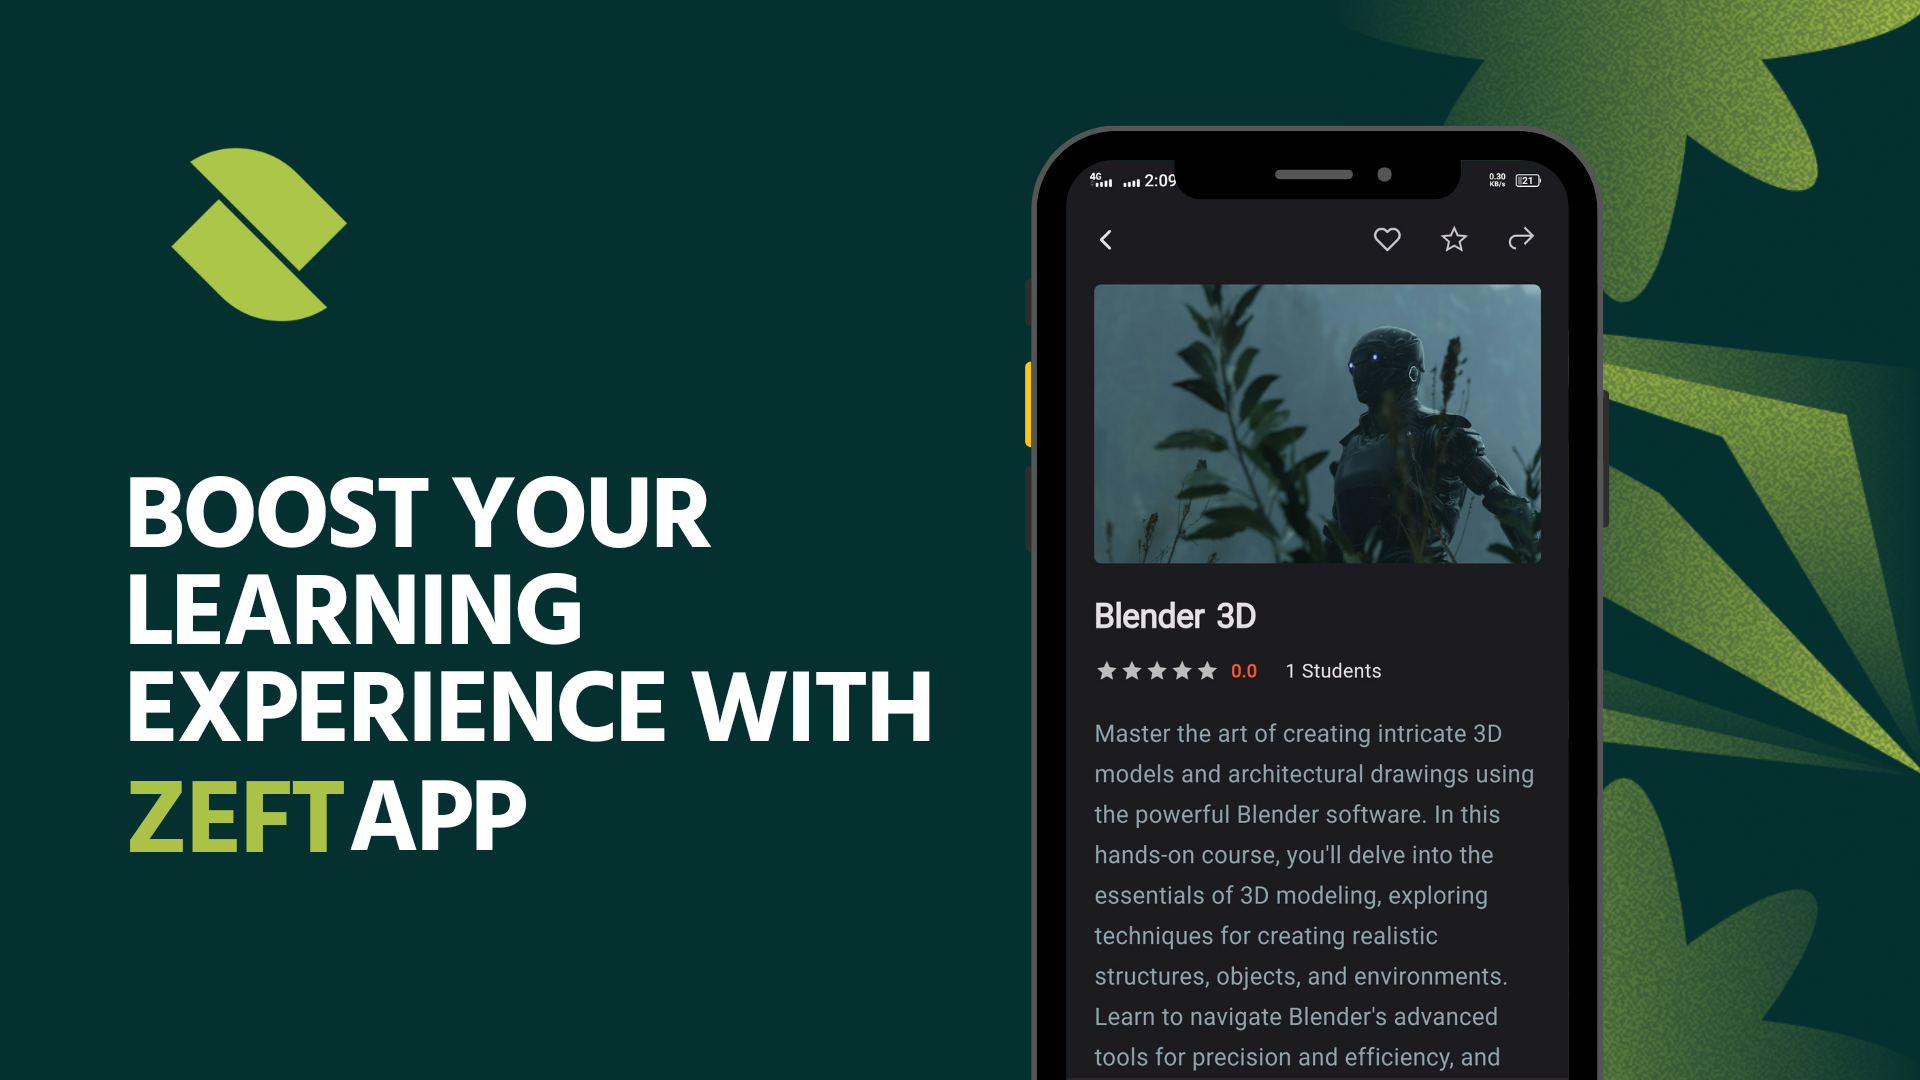 BOOST YOUR
LEARNING
EXPERIENCE WITH
ZEFT APP
4G 2:09 0.30 KB/s 21
Blender 3D
0.0 1 Students
Master the art of creating intricate 3D
models and architectural drawings using
the powerful Blender software. In this
hands-on course, you'll delve into the
essentials of 3D modeling, exploring
techniques for creating realistic
structures, objects, and environments.
Learn to navigate Blender's advanced
tools for precision and efficiency, and